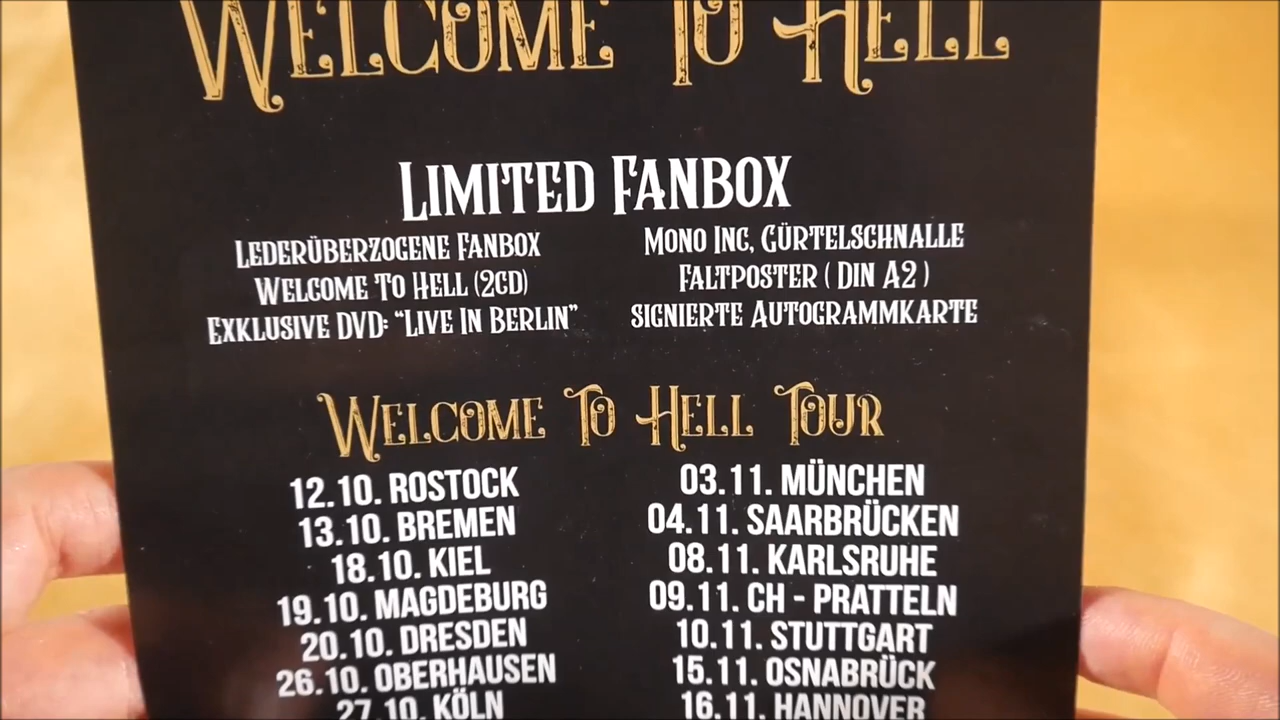 WELCOME TO HELL
LIMITED FANBOX
LEDERÜBERZOGENE FANBOX
WELCOME TO HELL (2CD)
EXKLUSIVE DVD: “LIVE IN BERLIN”
MONO INC, GÜRTELSCHNALLE
FALTPOSTER ( DIN A2 )
SIGNIERTE AUTOGRAMMKARTE
WELCOME TO HELL TOUR
12.10. ROSTOCK
13.10. BREMEN
18.10. KIEL
19.10. MAGDEBURG
20.10. DRESDEN
26.10. OBERHAUSEN
27.10. KÖLN
03.11. MÜNCHEN
04.11. SAARBRÜCKEN
08.11. KARLSRUHE
09.11. CH - PRATTELN
10.11. STUTTGART
15.11. OSNABRÜCK
16.11. HANNOVER